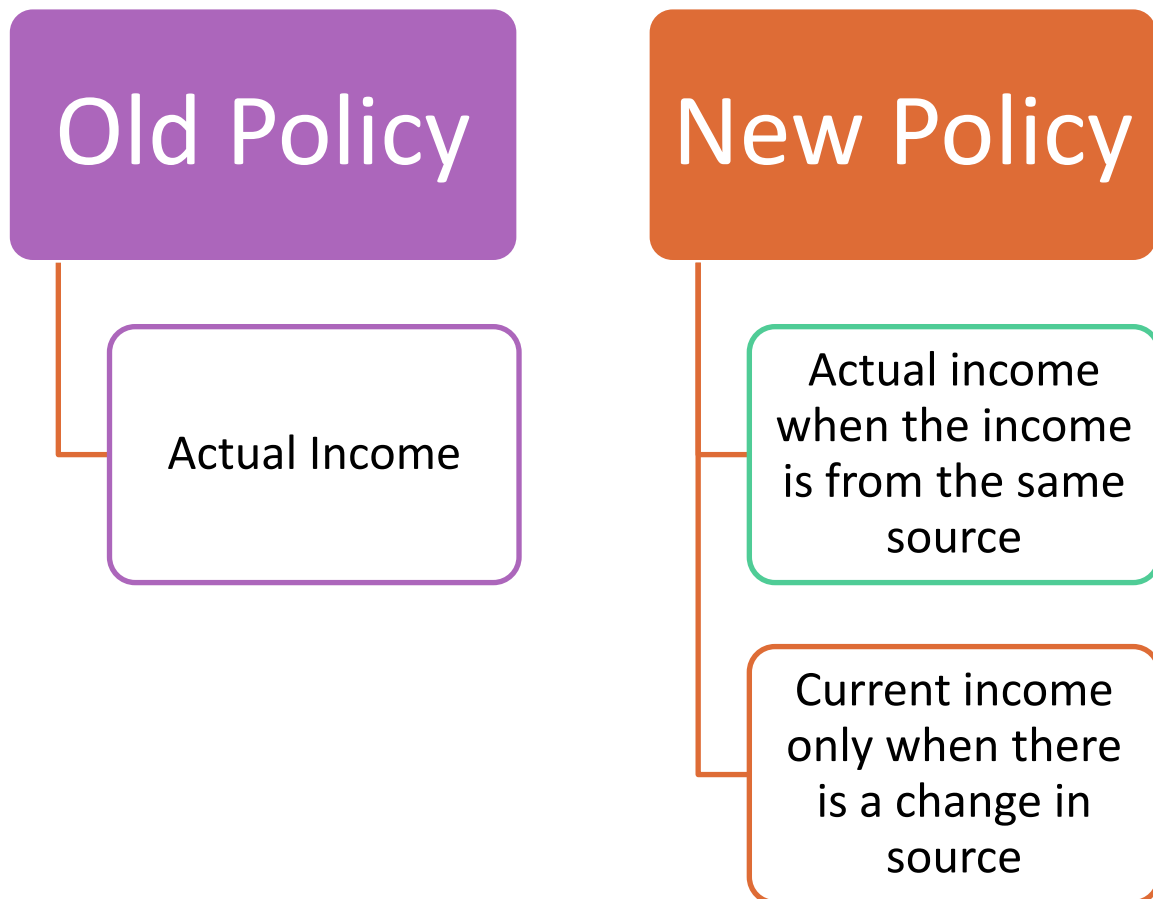 Old Policy
Actual Income
New Policy
Actual income
when the income
is from the same
source
Current income
only when there
is a change in
source